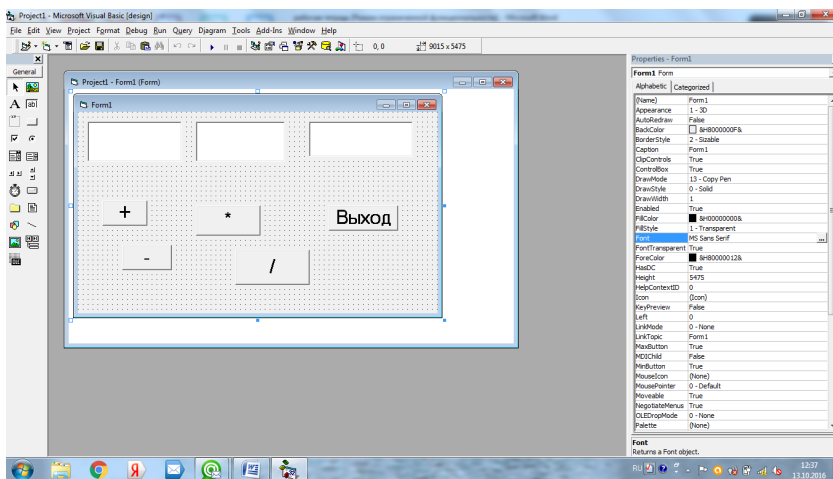 Project1 - Microsoft Visual Basic [design]
File Edit View Project Format Debug Run Query Diagram Tools Add-Ins Window Help
0, 0 9015 x 5475
General
Project1 - Form1 (Form)
Form1
+
*
Выход
-
/
A ab|
Properties - Form1
Form1 Form
Alphabetic Categorized
(Name) Form1
Appearance 1 - 3D
AutoRedraw False
BackColor &H8000000F&
BorderStyle 2 - Sizable
Caption Form1
ClipControls True
ControlBox True
DrawMode 13 - Copy Pen
DrawStyle 0 - Solid
DrawWidth 1
Enabled True
FillColor &H00000000&
FillStyle 1 - Transparent
Font MS Sans Serif ...
FontTransparent True
ForeColor &H80000012&
HasDC True
Height 5475
HelpContextID 0
Icon (Icon)
KeyPreview False
Left 0
LinkMode 0 - None
LinkTopic Form1
MaxButton True
MDIChild False
MinButton True
MouseIcon (None)
MousePointer 0 - Default
Moveable True
NegotiateMenus True
OLEDropMode 0 - None
Palette (None)
Font
Returns a Font object.
RU 12:37
13.10.2016